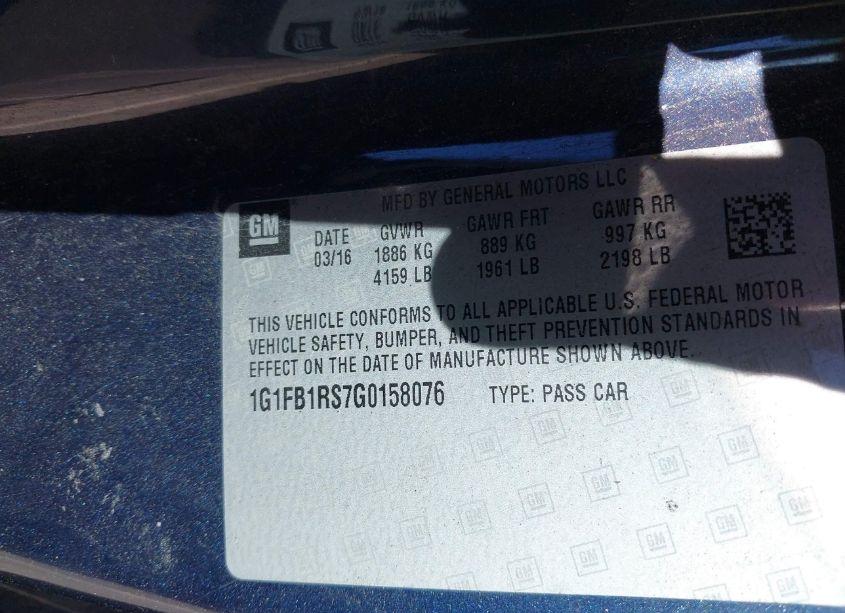 MFD BY GENERAL MOTORS LLC
GM
DATE GVWR GAWR FRT GAWR RR
03/16 1886 KG 889 KG 997 KG
4159 LB 1961 LB 2198 LB
THIS VEHICLE CONFORMS TO ALL APPLICABLE U.S. FEDERAL MOTOR
VEHICLE SAFETY, BUMPER, AND THEFT PREVENTION STANDARDS IN
EFFECT ON THE DATE OF MANUFACTURE SHOWN ABOVE.
1G1FB1RS7G0158076 TYPE: PASS CAR